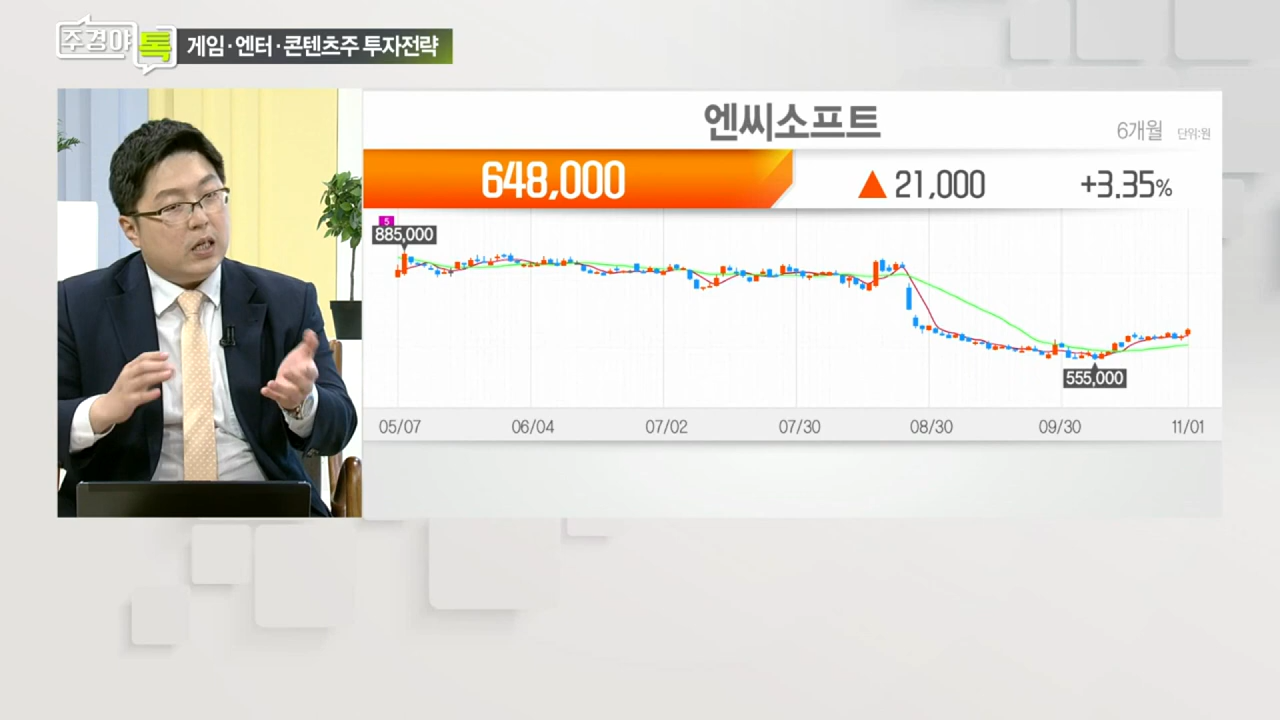 주경야톡 게임·엔터·콘텐츠주 투자전략
엔씨소프트
6개월 단위:원
648,000 ▲ 21,000 +3.35%
5
885,000
555,000
05/07 06/04 07/02 07/30 08/30 09/30 11/01